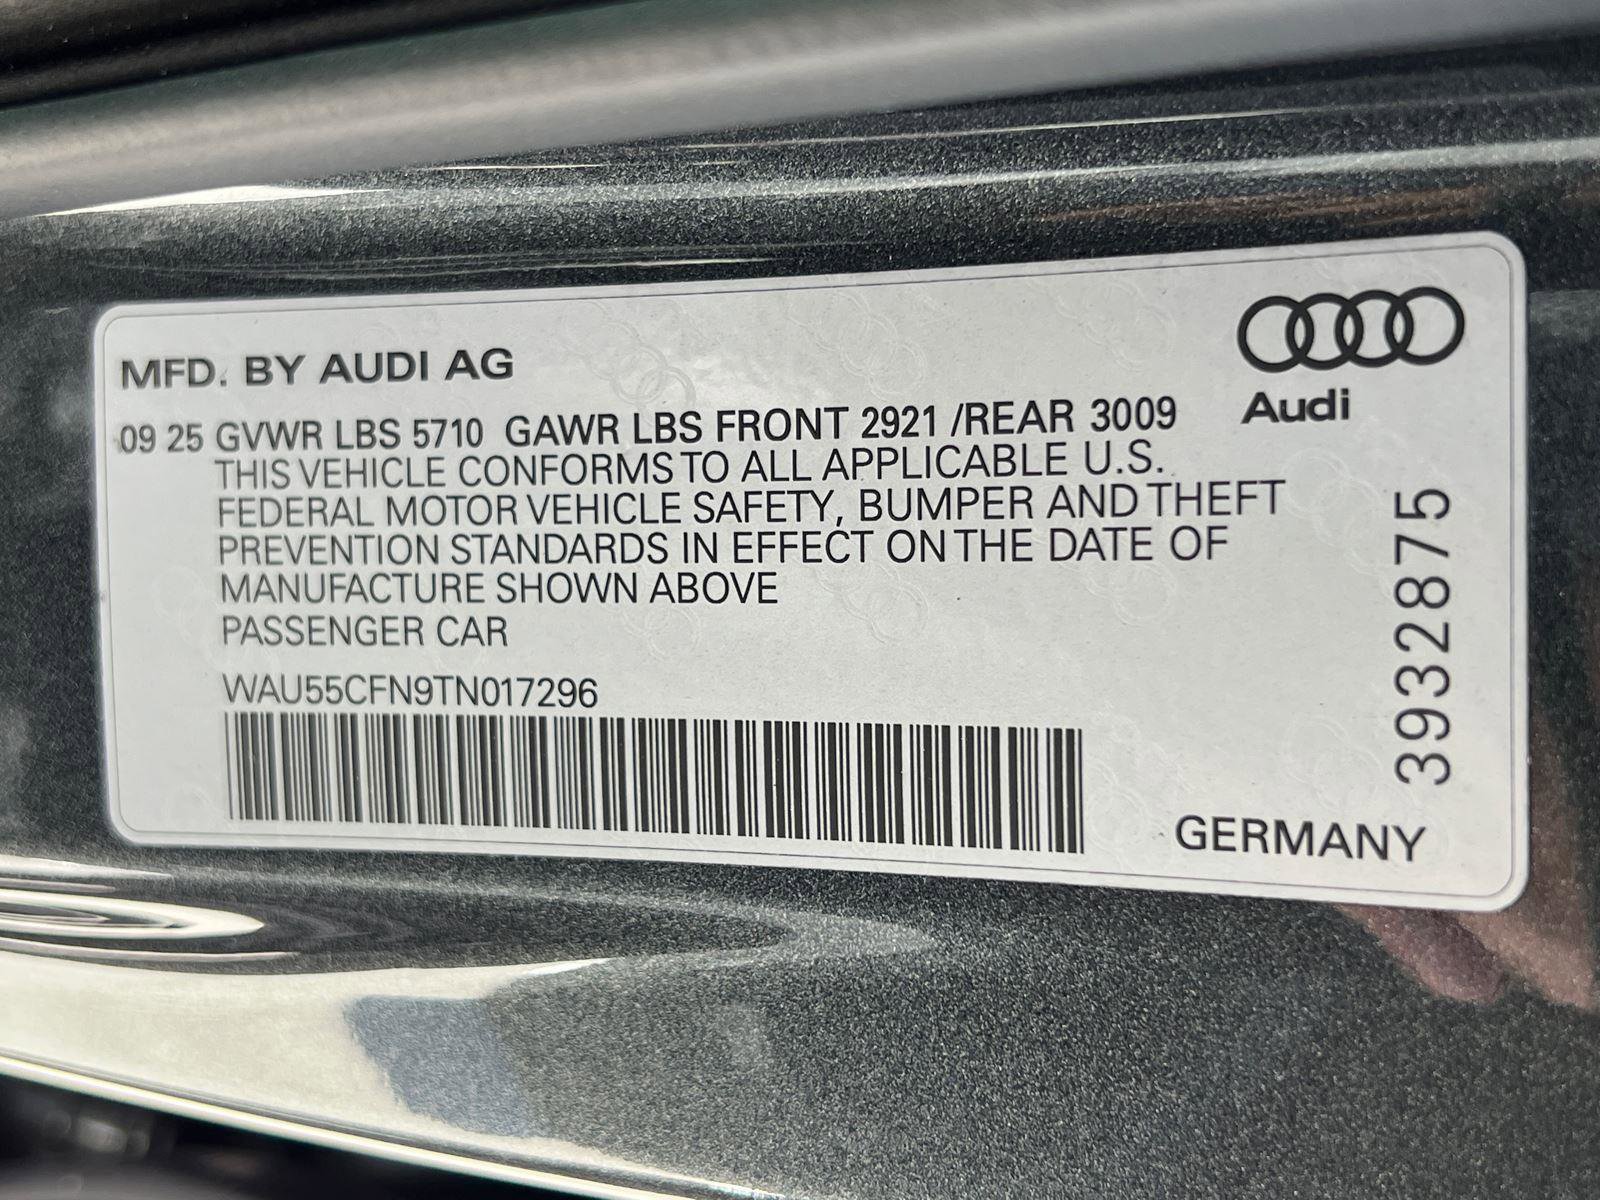 MFD. BY AUDI AG
Audi
09 25 GVWR LBS 5710 GAWR LBS FRONT 2921 /REAR 3009
THIS VEHICLE CONFORMS TO ALL APPLICABLE U.S.
FEDERAL MOTOR VEHICLE SAFETY, BUMPER AND THEFT
PREVENTION STANDARDS IN EFFECT ON THE DATE OF
MANUFACTURE SHOWN ABOVE
PASSENGER CAR
WAU55CFN9TN017296
GERMANY
3932875